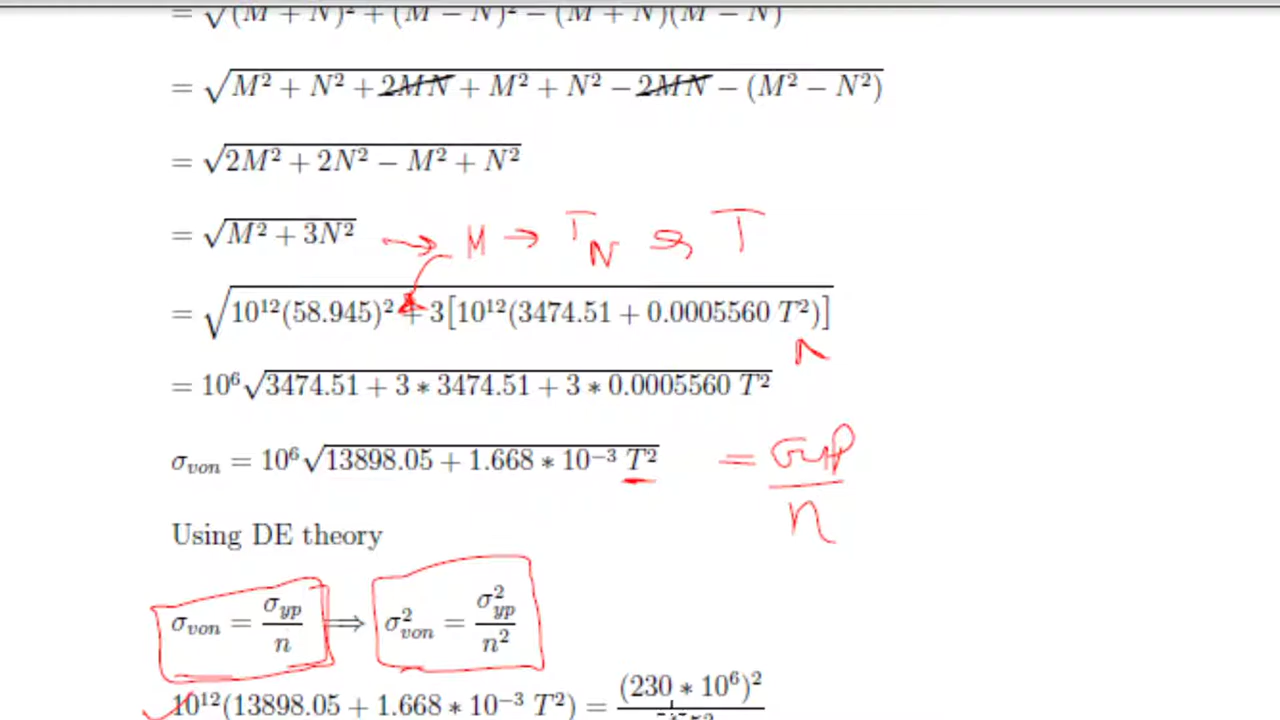 = √(M + N)² + (M − N)² − (M + N)(M − N)
= √M² + N² + 2MN + M² + N² − 2MN − (M² − N²)
= √2M² + 2N² − M² + N²
= √M² + 3N² → M → T
N T
= √10¹²(58.945)² + 3[10¹²(3474.51 + 0.0005560 T²)]
= 10⁶√3474.51 + 3 ∗ 3474.51 + 3 ∗ 0.0005560 T²
σ_von = 10⁶√13898.05 + 1.668 ∗ 10⁻³ T² = σyp / n
Using DE theory
σ_von = σ_yp / n ⟹ σ²_von = σ²_yp / n²
10¹²(13898.05 + 1.668 ∗ 10⁻³ T²) = (230 ∗ 10⁶)²